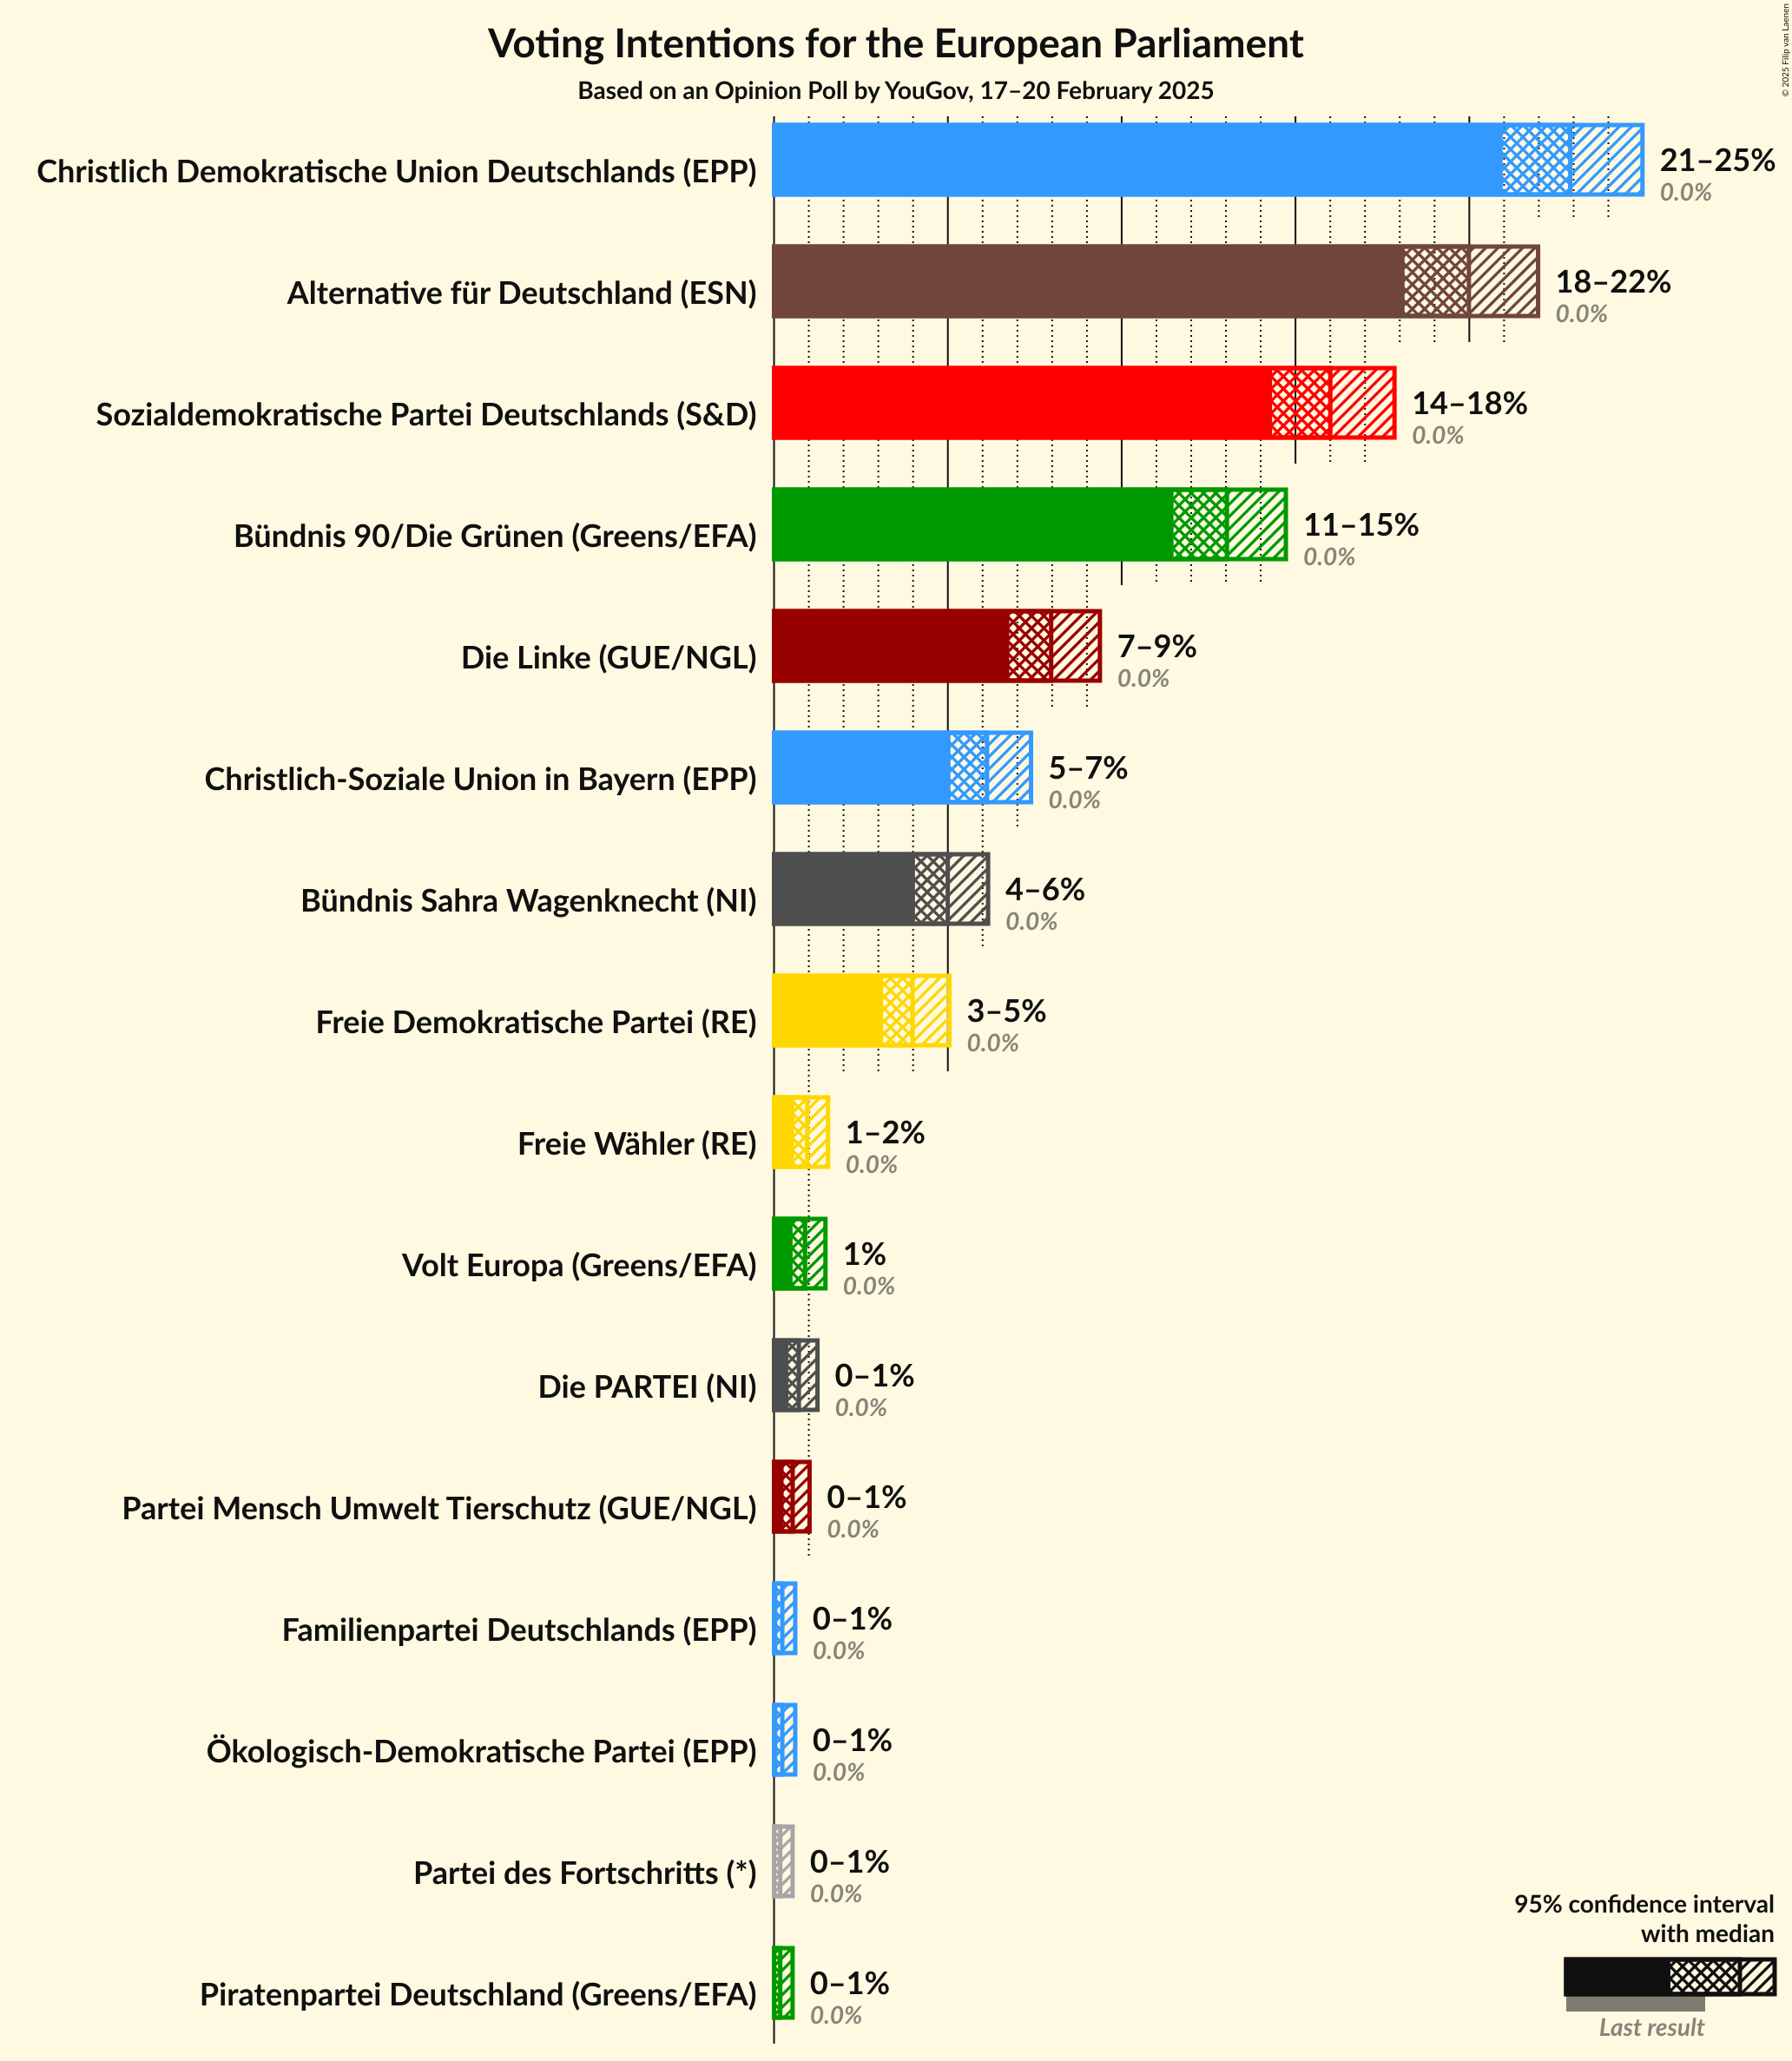 Voting Intentions for the European Parliament
Based on an Opinion Poll by YouGov, 17–20 February 2025
© 2025 Filip van Laenen
Christlich Demokratische Union Deutschlands (EPP)
21–25%
0.0%
Alternative für Deutschland (ESN)
18–22%
0.0%
Sozialdemokratische Partei Deutschlands (S&D)
14–18%
0.0%
Bündnis 90/Die Grünen (Greens/EFA)
11–15%
0.0%
Die Linke (GUE/NGL)
7–9%
0.0%
Christlich-Soziale Union in Bayern (EPP)
5–7%
0.0%
Bündnis Sahra Wagenknecht (NI)
4–6%
0.0%
Freie Demokratische Partei (RE)
3–5%
0.0%
Freie Wähler (RE)
1–2%
0.0%
Volt Europa (Greens/EFA)
1%
0.0%
Die PARTEI (NI)
0–1%
0.0%
Partei Mensch Umwelt Tierschutz (GUE/NGL)
0–1%
0.0%
Familienpartei Deutschlands (EPP)
0–1%
0.0%
Ökologisch-Demokratische Partei (EPP)
0–1%
0.0%
Partei des Fortschritts (*)
0–1%
0.0%
Piratenpartei Deutschland (Greens/EFA)
0–1%
0.0%
95% confidence interval
with median
Last result